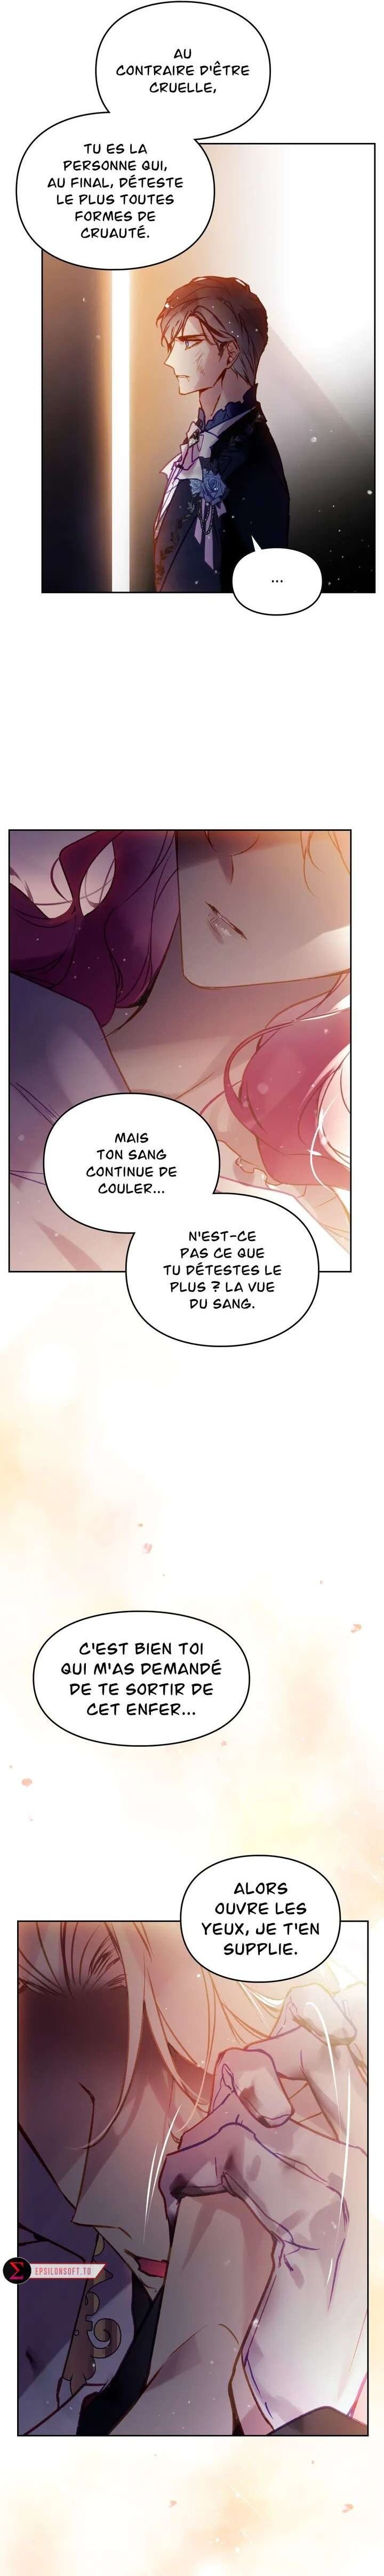 AU
CONTRAIRE D'ÊTRE
CRUELLE,
TU ES LA
PERSONNE QUI,
AU FINAL, DÉTESTE
LE PLUS TOUTES
FORMES DE
CRUAUTÉ.
...
MAIS
TON SANG
CONTINUE DE
COULER...
N'EST-CE
PAS CE QUE
TU DÉTESTES LE
PLUS ? LA VUE
DU SANG.
C'EST BIEN TOI
QUI M'AS DEMANDÉ
DE TE SORTIR DE
CET ENFER...
ALORS
OUVRE LES
YEUX, JE T'EN
SUPPLIE.
Σ EPSILONSOFT.TO